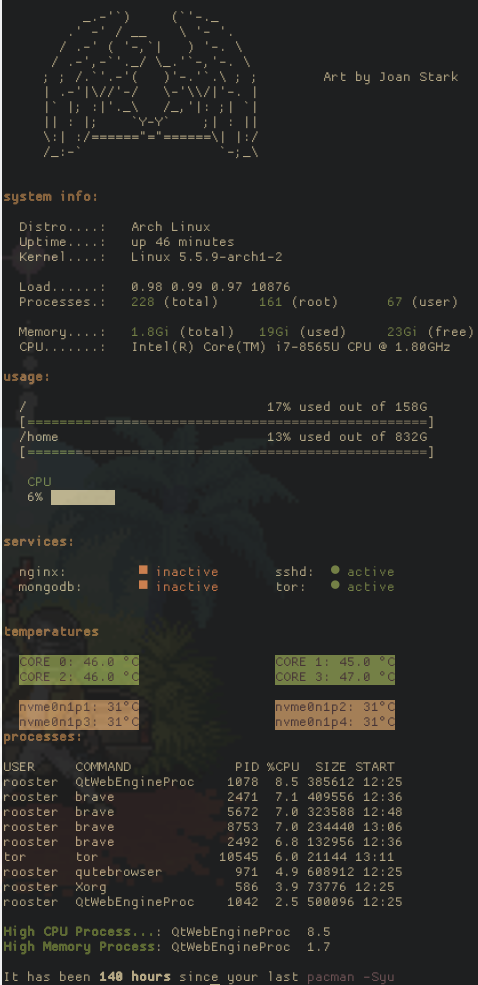 Art by Joan Stark
system info:
Distro....: Arch Linux
Uptime....: up 46 minutes
Kernel....: Linux 5.5.9-arch1-2
Load......: 0.98 0.99 0.97 10876
Processes.: 228 (total) 161 (root) 67 (user)
Memory....: 1.8Gi (total) 19Gi (used) 23Gi (free)
CPU.......: Intel(R) Core(TM) i7-8565U CPU @ 1.80GHz
usage:
/ 17% used out of 158G
[===================================================]
/home 13% used out of 832G
[===================================================]
CPU
6%
services:
nginx: ■ inactive sshd: ● active
mongodb: ■ inactive tor: ● active
temperatures
CORE 0: 46.0 °C CORE 1: 45.0 °C
CORE 2: 46.0 °C CORE 3: 47.0 °C
nvme0n1p1: 31°C nvme0n1p2: 31°C
nvme0n1p3: 31°C nvme0n1p4: 31°C
processes:
USER COMMAND PID %CPU SIZE START
rooster QtWebEngineProc 1078 8.5 385612 12:25
rooster brave 2471 7.1 409556 12:36
rooster brave 5672 7.0 323588 12:48
rooster brave 8753 7.0 234440 13:06
rooster brave 2492 6.8 132956 12:36
tor tor 10545 6.0 21144 13:11
rooster qutebrowser 971 4.9 608912 12:25
rooster Xorg 586 3.9 73776 12:25
rooster QtWebEngineProc 1042 2.5 500096 12:25
High CPU Process...: QtWebEngineProc 8.5
High Memory Process: QtWebEngineProc 1.7
It has been 140 hours since your last pacman -Syu